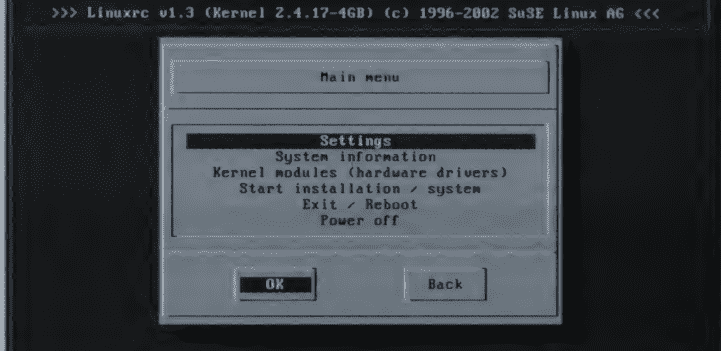 >>> Linuxrc v1.3 (Kernel 2.4.17-4GB) (c) 1996-2002 SuSE Linux AG <<<
Main menu
Settings
System information
Kernel modules (hardware drivers)
Start installation / system
Exit / Reboot
Power off
OK Back